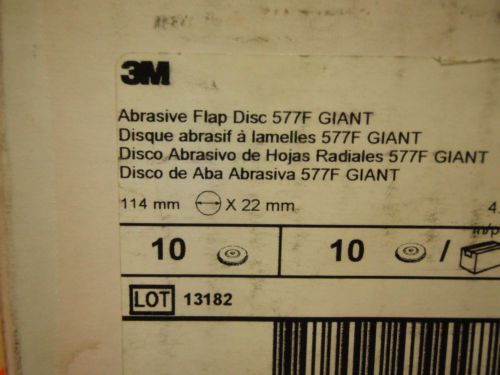 3M
Abrasive Flap Disc 577F GIANT
Disque abrasif à lamelles 577F GIANT
Disco Abrasivo de Hojas Radiales 577F GIANT
Disco de Aba Abrasiva 577F GIANT
114 mm X 22 mm
4
10 10 /
LOT 13182